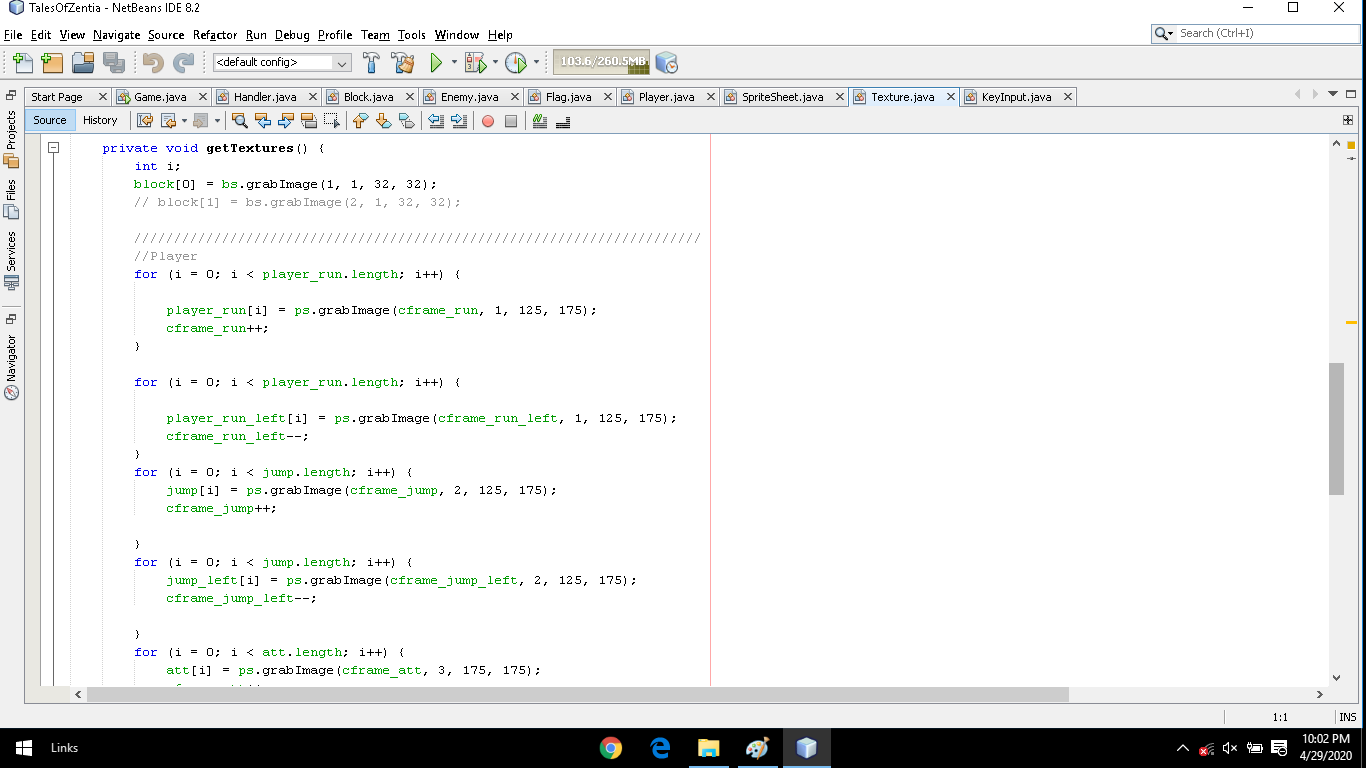 TalesOfZentia - NetBeans IDE 8.2
File Edit View Navigate Source Refactor Run Debug Profile Team Tools Window Help
Search (Ctrl+I)
<default config>
103.6/260.5MB
Start Page Game.java Handler.java Block.java Enemy.java Flag.java Player.java SpriteSheet.java Texture.java KeyInput.java
Source History
Projects
Files
Services
Navigator
private void getTextures() {
int i;
block[0] = bs.grabImage(1, 1, 32, 32);
// block[1] = bs.grabImage(2, 1, 32, 32);
///////////////////////////////////////////////////////////////////////
//Player
for (i = 0; i < player_run.length; i++) {
player_run[i] = ps.grabImage(cframe_run, 1, 125, 175);
cframe_run++;
}
for (i = 0; i < player_run.length; i++) {
player_run_left[i] = ps.grabImage(cframe_run_left, 1, 125, 175);
cframe_run_left--;
}
for (i = 0; i < jump.length; i++) {
jump[i] = ps.grabImage(cframe_jump, 2, 125, 175);
cframe_jump++;
}
for (i = 0; i < jump.length; i++) {
jump_left[i] = ps.grabImage(cframe_jump_left, 2, 125, 175);
cframe_jump_left--;
}
for (i = 0; i < att.length; i++) {
att[i] = ps.grabImage(cframe_att, 3, 175, 175);
1:1 INS
Links
10:02 PM
4/29/2020